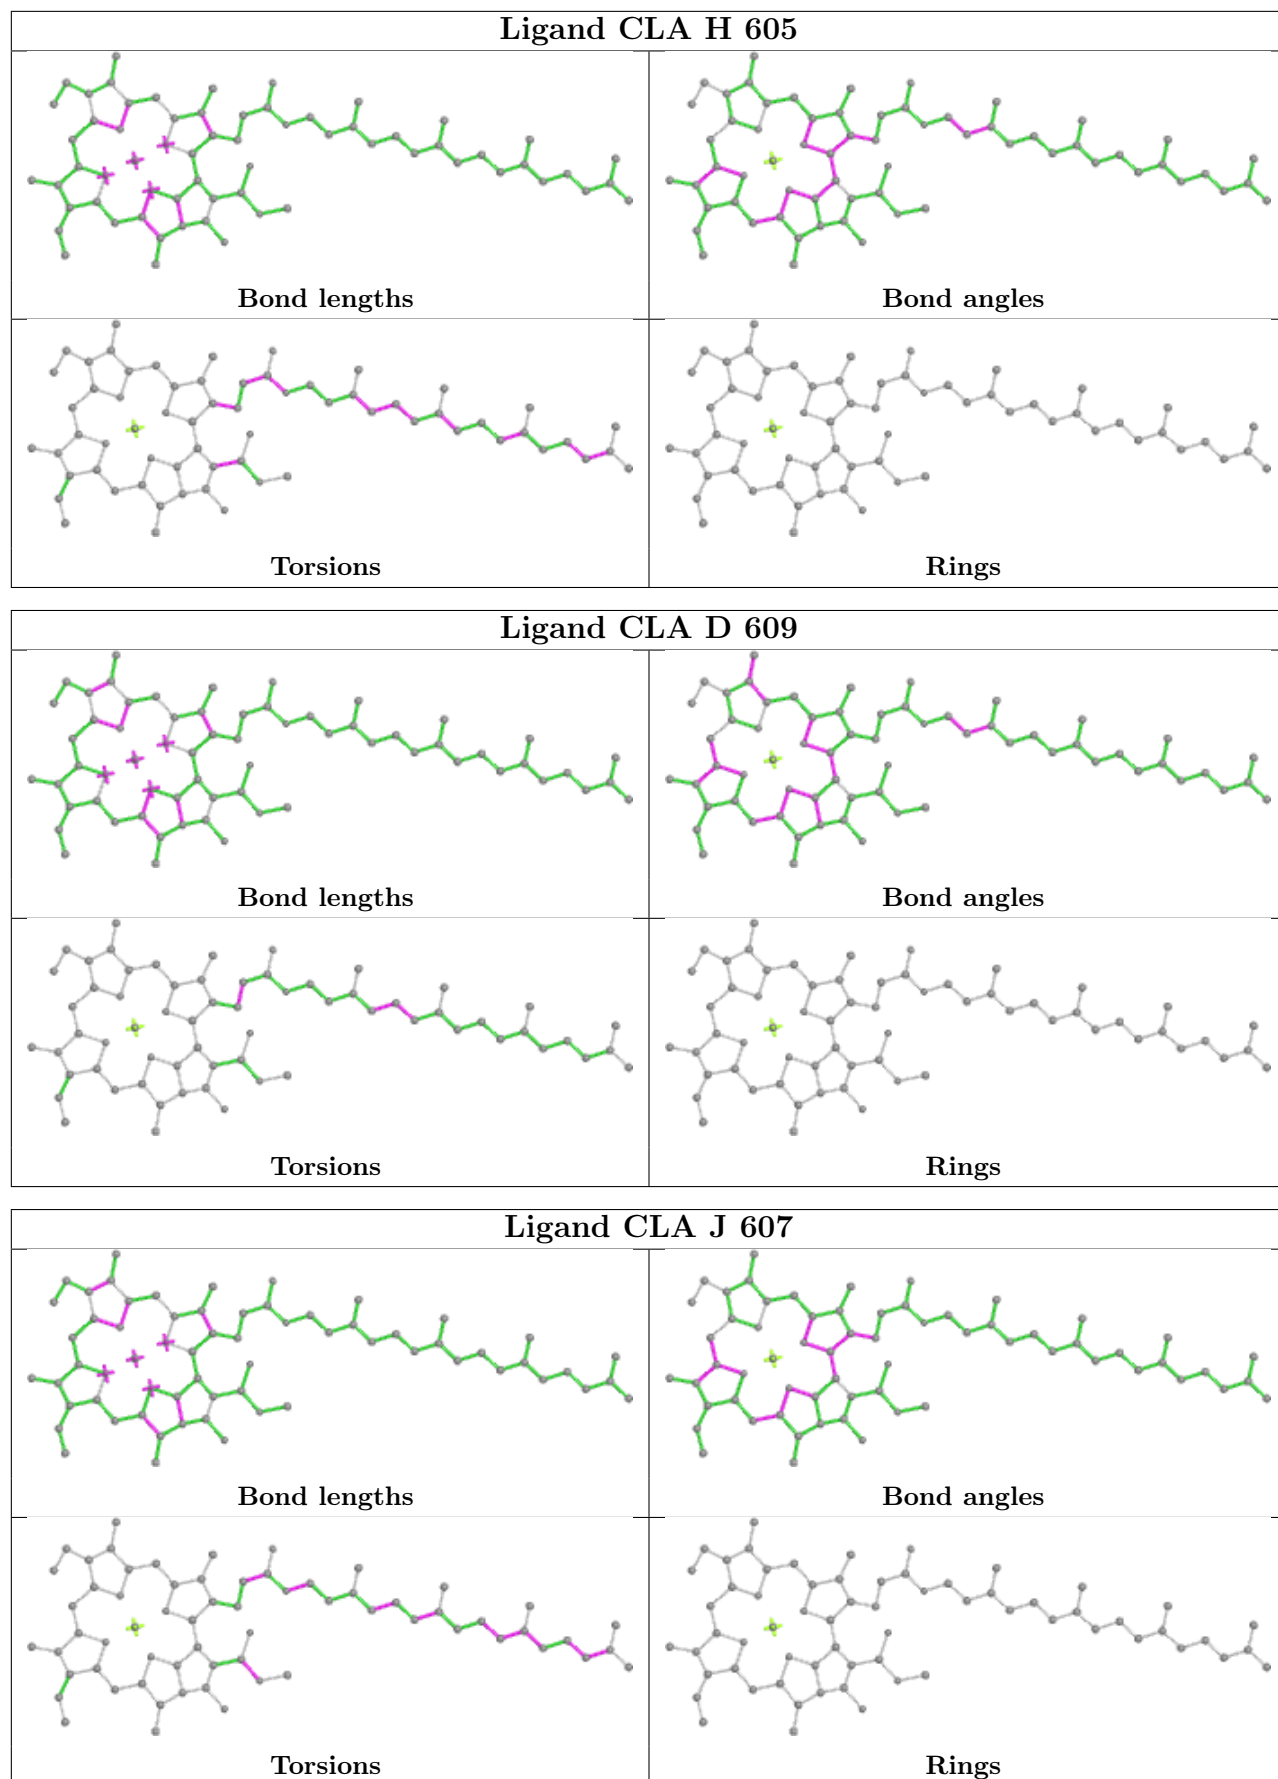 Ligand CLA H 605
Bond lengths
Bond angles
Torsions
Rings
Ligand CLA D 609
Bond lengths
Bond angles
Torsions
Rings
Ligand CLA J 607
Bond lengths
Bond angles
Torsions
Rings